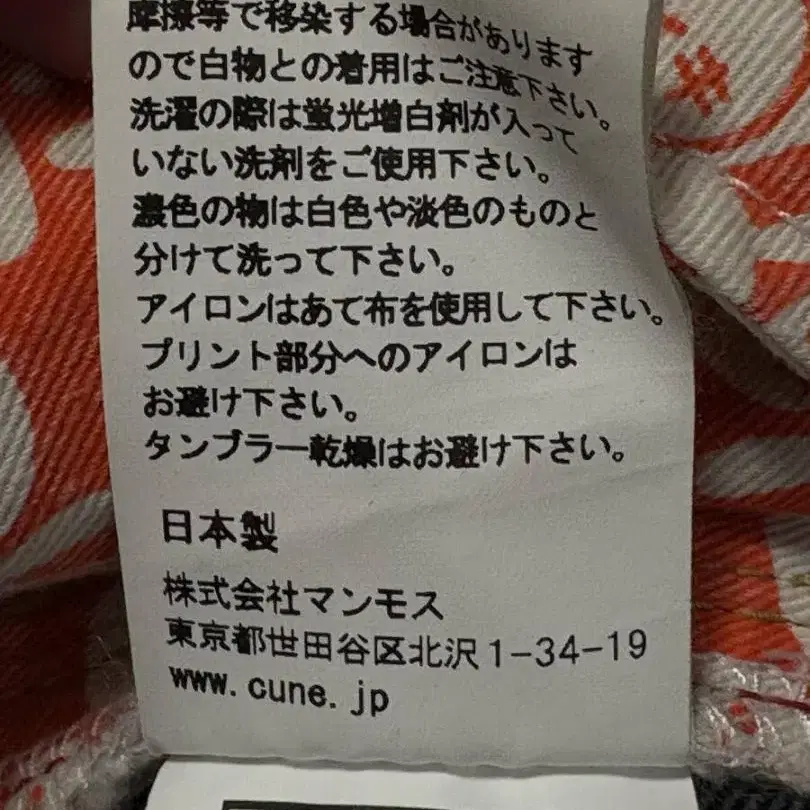 摩擦等で移染する場合があります
ので白物との着用はご注意下さい。
洗濯の際は蛍光増白剤が入って
いない洗剤をご使用下さい。
濃色の物は白色や淡色のものと
分けて洗って下さい。
アイロンはあて布を使用して下さい。
プリント部分へのアイロンは
お避け下さい。
タンブラー乾燥はお避け下さい。
日本製
株式会社マンモス
東京都世田谷区北沢1-34-19
www.cune.jp